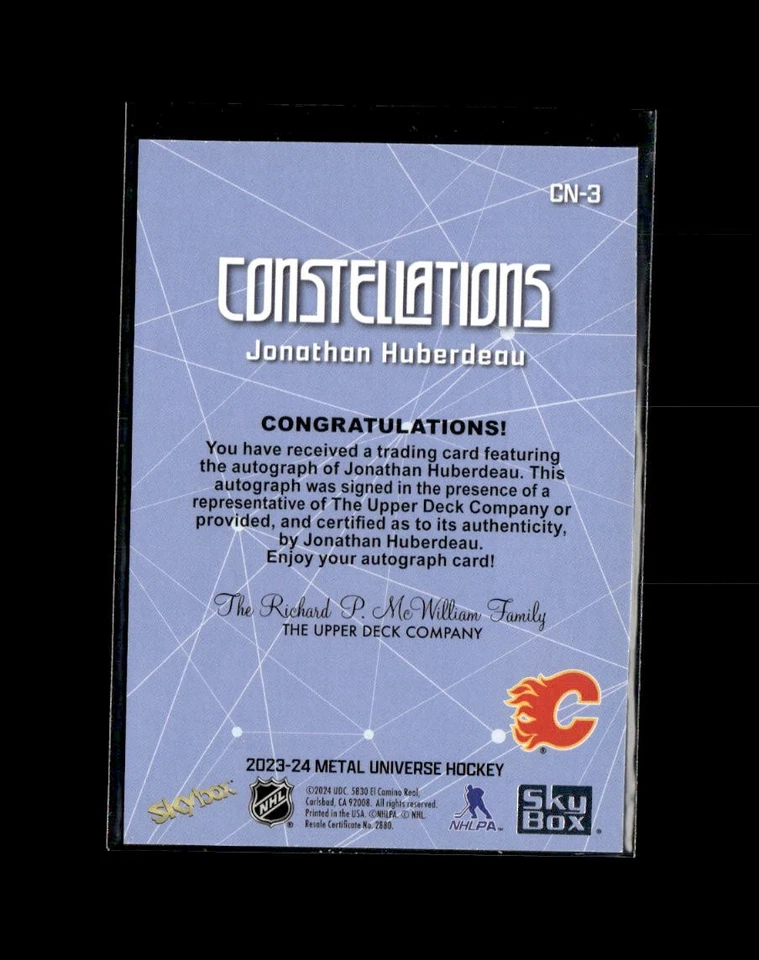 CN-3
CONSTELLATIONS
Jonathan Huberdeau
CONGRATULATIONS!
You have received a trading card featuring
the autograph of Jonathan Huberdeau. This
autograph was signed in the presence of a
representative of The Upper Deck Company or
provided, and certified as to its authenticity,
by Jonathan Huberdeau.
Enjoy your autograph card!
The Richard P. McWilliam Family
THE UPPER DECK COMPANY
C
®
2023-24 METAL UNIVERSE HOCKEY
Skybox
NHL ®
©2024 UDC. 5830 El Camino Real,
Carlsbad, CA 92008. All rights reserved.
Printed in the USA. ©NHLPA. © NHL.
Resale Certificate No. 2880.
NHLPA™
Sky
Box ®